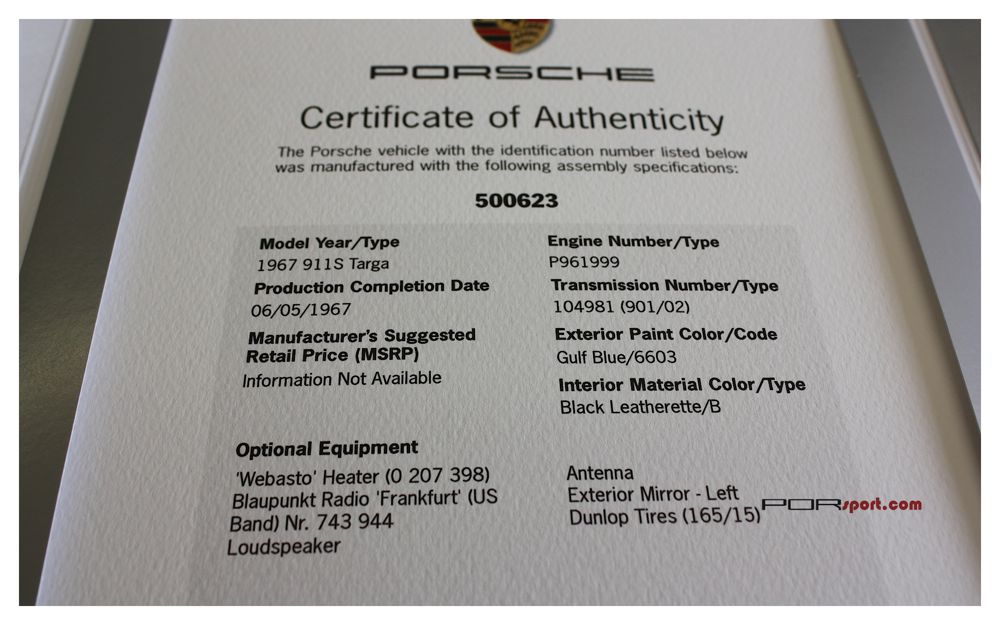 PORSCHE
Certificate of Authenticity
The Porsche vehicle with the identification number listed below
was manufactured with the following assembly specifications:
500623
Model Year/Type
1967 911S Targa
Production Completion Date
06/05/1967
Manufacturer's Suggested
Retail Price (MSRP)
Information Not Available
Engine Number/Type
P961999
Transmission Number/Type
104981 (901/02)
Exterior Paint Color/Code
Gulf Blue/6603
Interior Material Color/Type
Black Leatherette/B
Optional Equipment
'Webasto' Heater (0 207 398)
Blaupunkt Radio 'Frankfurt' (US
Band) Nr. 743 944
Loudspeaker
Antenna
Exterior Mirror - Left
Dunlop Tires (165/15)
PORsport.com